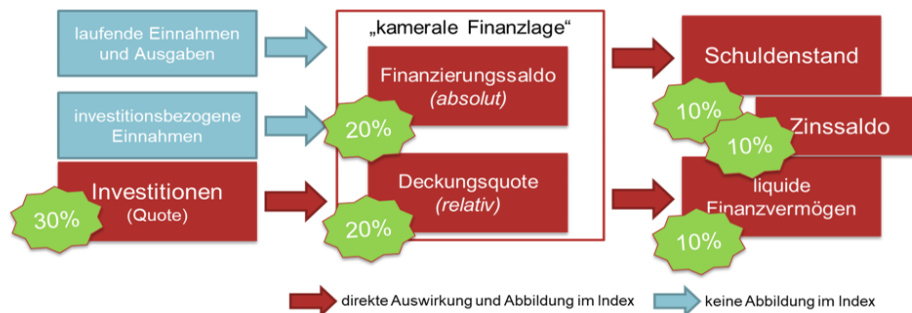 laufende Einnahmen
und Ausgaben
investitionsbezogene
Einnahmen
Investitionen
(Quote)
30%
„kamerale Finanzlage“
Finanzierungssaldo
(absolut)
20%
Deckungsquote
(relativ)
20%
Schuldenstand
10%
Zinssaldo
10%
liquide
Finanzvermögen
10%
direkte Auswirkung und Abbildung im Index
keine Abbildung im Index